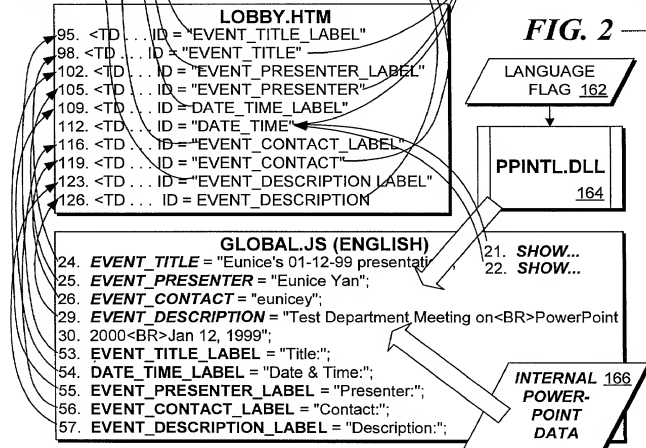 LOBBY.HTM
95. <TD . . . ID = "EVENT_TITLE_LABEL"
98. <TD . . . ID = "EVENT_TITLE"
102. <TD . . . ID = "EVENT_PRESENTER_LABEL"
105. <TD . . . ID = "EVENT_PRESENTER"
109. <TD . . . ID = DATE_TIME_LABEL"
112. <TD . . . ID = "DATE_TIME"
116. <TD . . . ID = "EVENT_CONTACT_LABEL"
119. <TD . . . ID = "EVENT_CONTACT"
123. <TD . . . ID = "EVENT_DESCRIPTION LABEL"
126. <TD . . . ID = EVENT_DESCRIPTION
FIG. 2
LANGUAGE
FLAG 162
PPINTL.DLL
164
GLOBAL.JS (ENGLISH)
24. EVENT_TITLE = "Eunice's 01-12-99 presentation";
25. EVENT_PRESENTER = "Eunice Yan";
26. EVENT_CONTACT = "eunicey";
29. EVENT_DESCRIPTION = "Test Department Meeting on<BR>PowerPoint
30. 2000<BR>Jan 12, 1999";
53. EVENT_TITLE_LABEL = "Title:";
54. DATE_TIME_LABEL = "Date & Time:";
55. EVENT_PRESENTER_LABEL = "Presenter:";
56. EVENT_CONTACT_LABEL = "Contact:";
57. EVENT_DESCRIPTION_LABEL = "Description:";
21. SHOW...
22. SHOW...
INTERNAL 166
POWER-
POINT
DATA